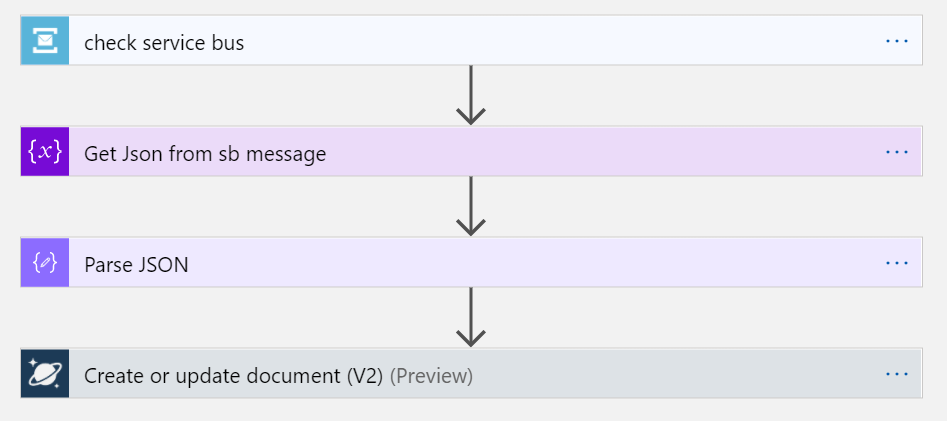 check service bus
...
{x} Get Json from sb message
...
Parse JSON
...
Create or update document (V2) (Preview)
...